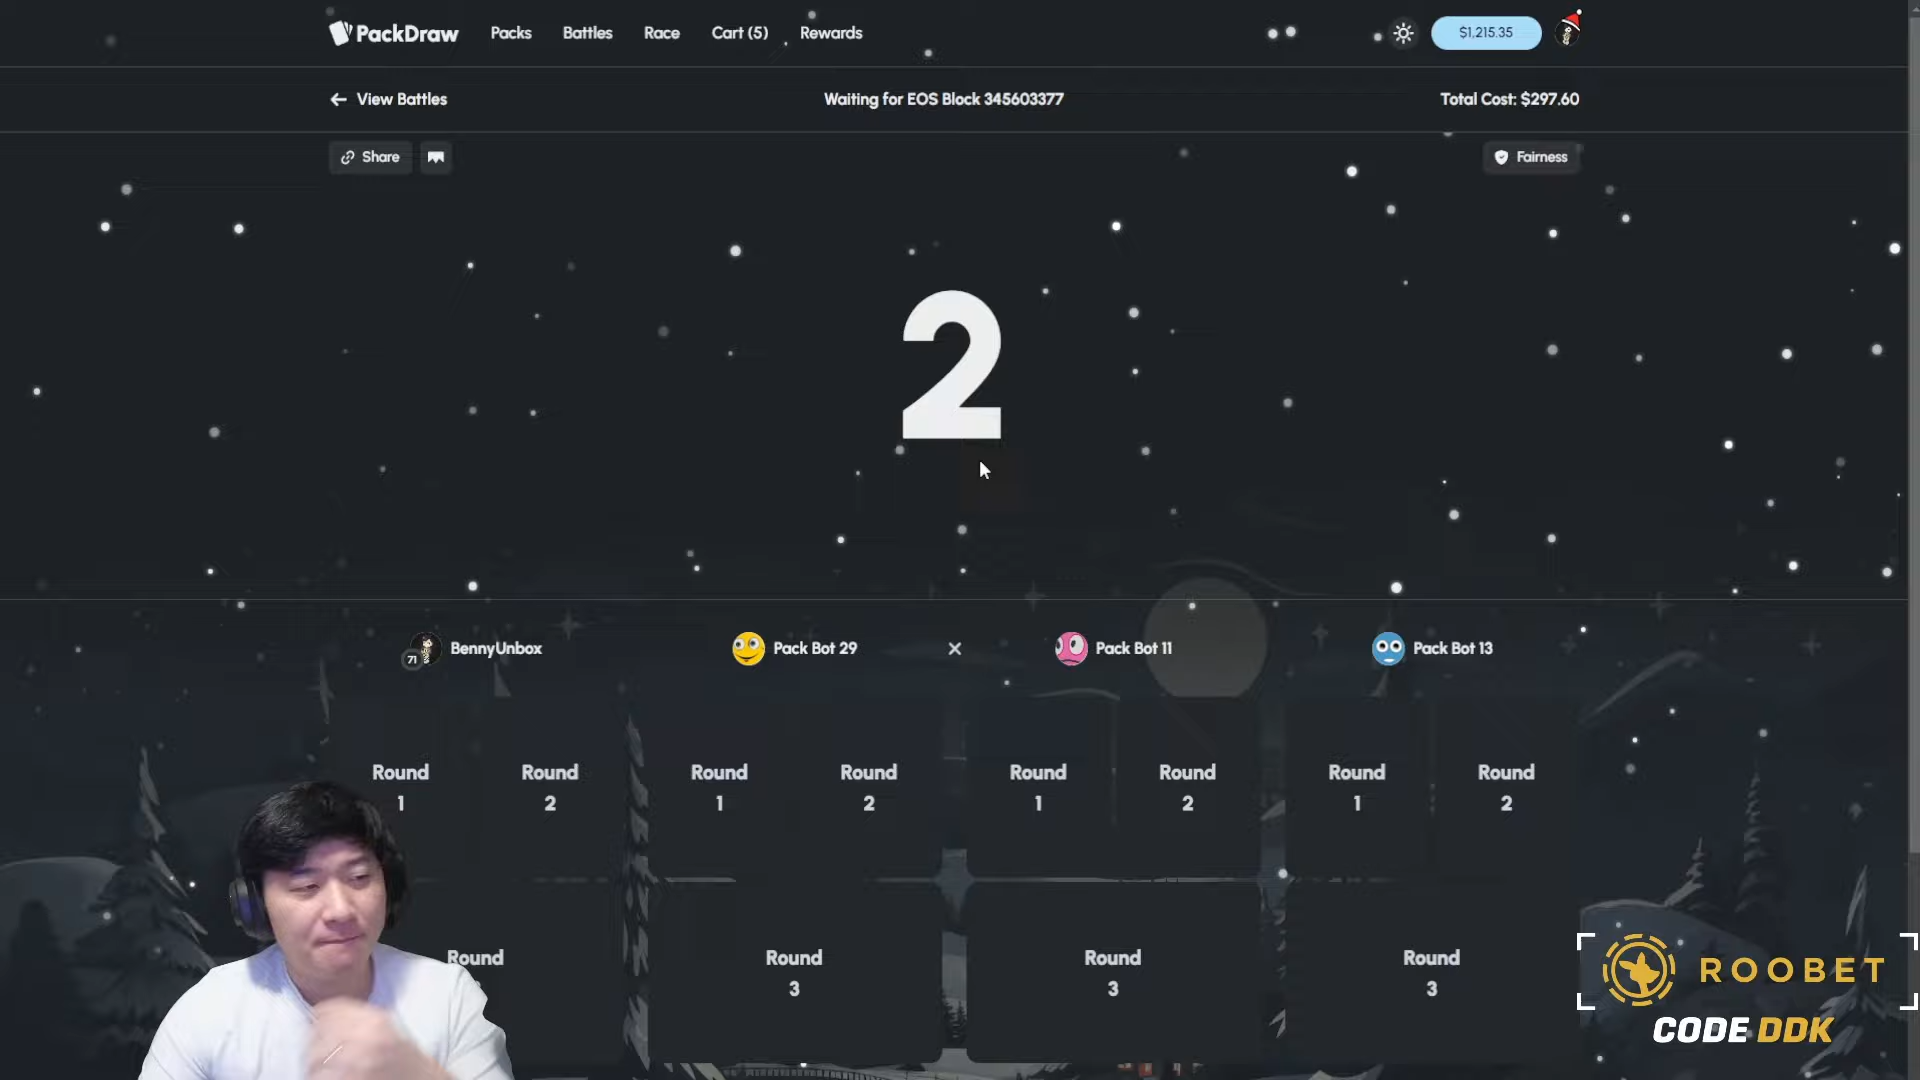 PackDraw Packs Battles Race Cart (5) Rewards $1,215.35
View Battles Waiting for EOS Block 345603377 Total Cost: $297.60
Share Fairness
2
71 BennyUnbox Pack Bot 29 Pack Bot 11 Pack Bot 13
Round Round Round Round Round Round Round Round
1 2 1 2 1 2 1 2
Round Round Round Round
3 3 3
ROOBET
CODE DDK